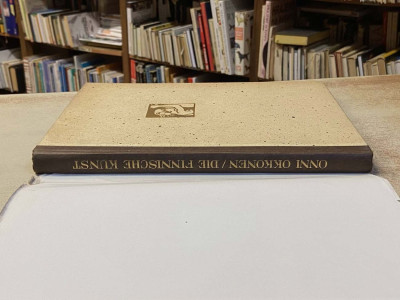 ONNI OKKONEN / DIE FINNISCHE KUNST